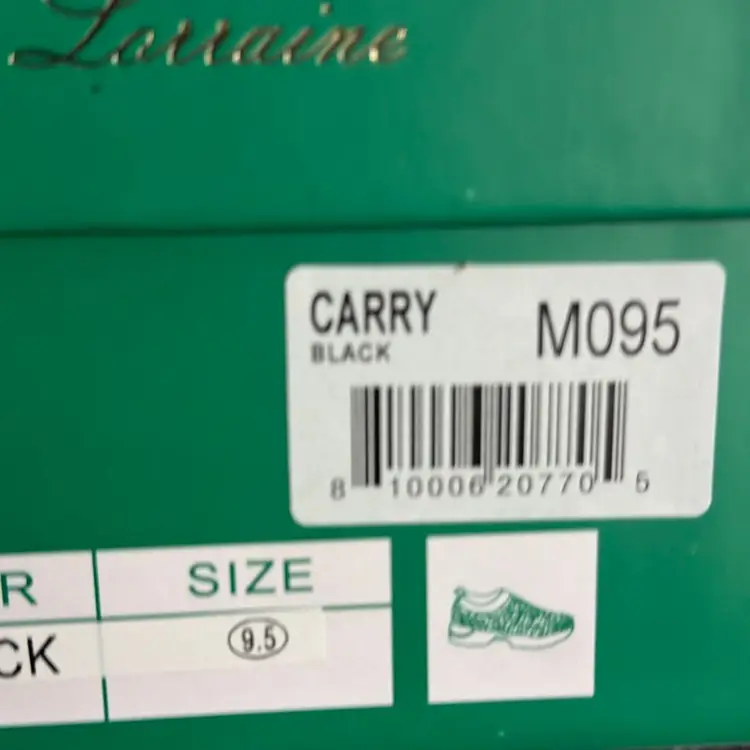 Lorraine
CARRY
M095
BLACK
8 10006 20770 5
R
SIZE
CK
9.5